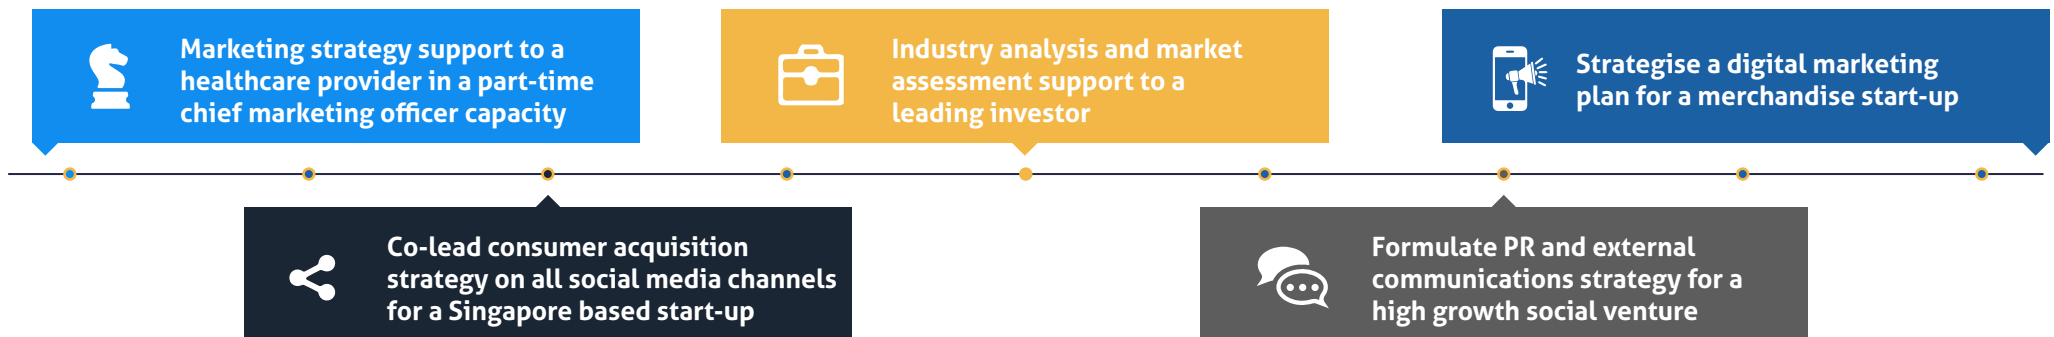 Marketing strategy support to a
healthcare provider in a part-time
chief marketing officer capacity
Co-lead consumer acquisition
strategy on all social media channels
for a Singapore based start-up
Industry analysis and market
assessment support to a
leading investor
Formulate PR and external
communications strategy for a
high growth social venture
Strategise a digital marketing
plan for a merchandise start-up